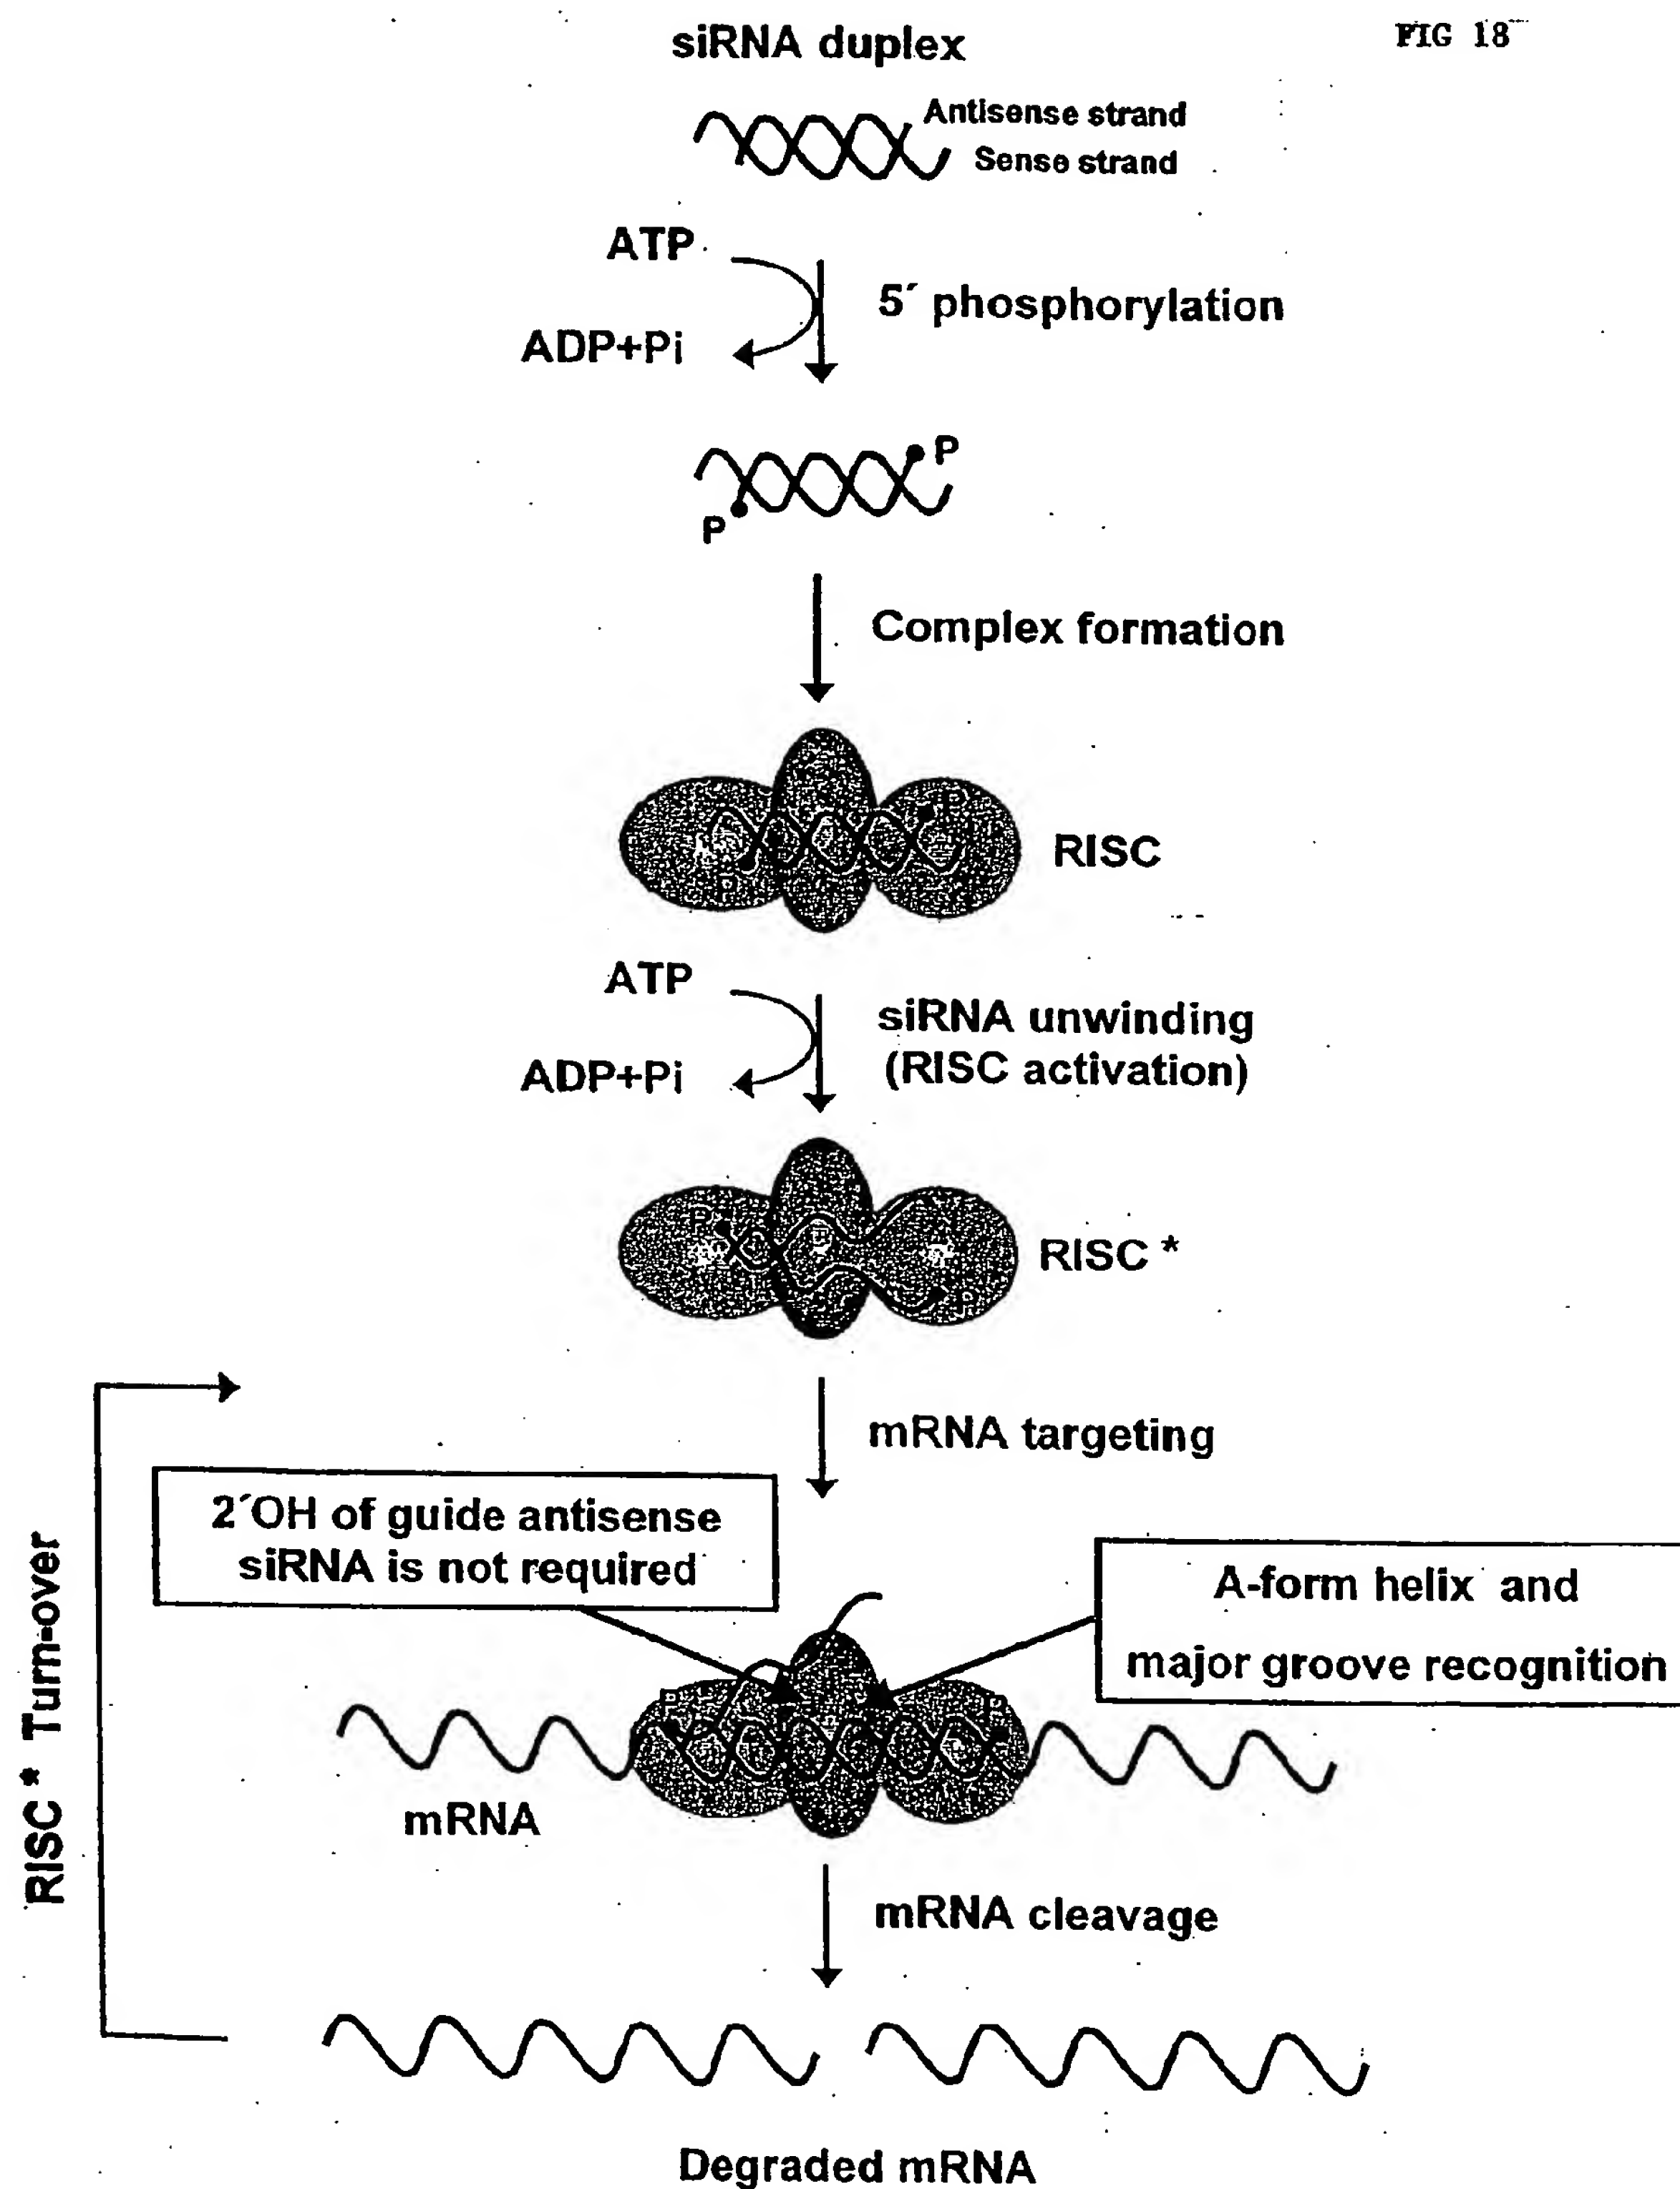 FIG 18
siRNA duplex
Antisense strand
Sense strand
ATP
5´ phosphorylation
ADP+Pi
P
P
Complex formation
P
P
RISC
ATP
siRNA unwinding
(RISC activation)
ADP+Pi
P
RISC *
P
mRNA targeting
2´OH of guide antisense
siRNA is not required
A-form helix and
major groove recognition
RISC * Turn-over
P
P
mRNA
mRNA cleavage
Degraded mRNA